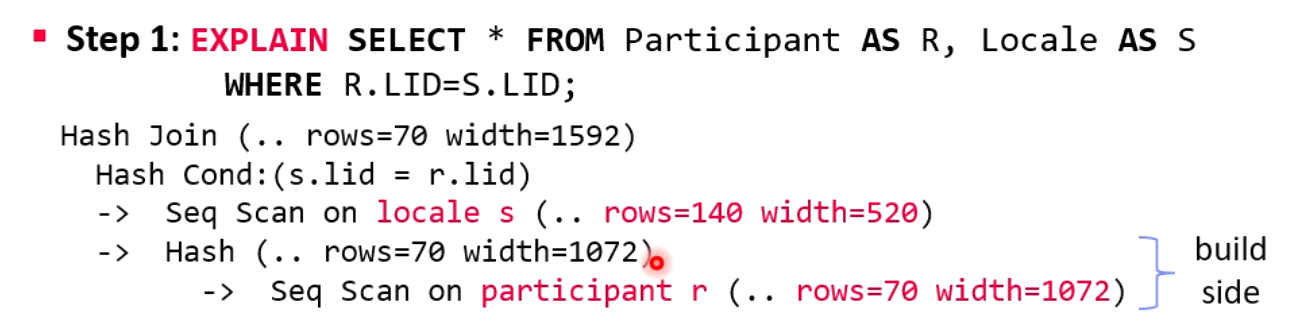 Step 1: EXPLAIN SELECT * FROM Participant AS R, Locale AS S
WHERE R.LID=S.LID;
Hash Join (.. rows=70 width=1592)
Hash Cond:(s.lid = r.lid)
-> Seq Scan on locale s (.. rows=140 width=520)
-> Hash (.. rows=70 width=1072)
-> Seq Scan on participant r (.. rows=70 width=1072)
build
side